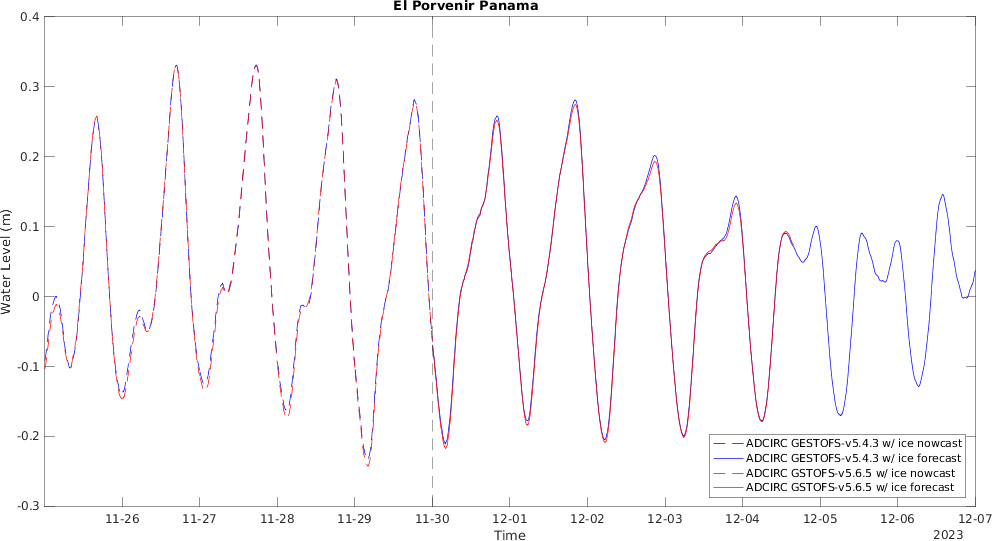 El Porvenir Panama
0.4
0.3
0.2
0.1
0
-0.1
-0.2
-0.3
Water Level (m)
ADCIRC GESTOFS-v5.4.3 w/ ice nowcast
ADCIRC GESTOFS-v5.4.3 w/ ice forecast
ADCIRC GSTOFS-v5.6.5 w/ ice nowcast
ADCIRC GSTOFS-v5.6.5 w/ ice forecast
11-26 11-27 11-28 11-29 11-30 12-01 12-02 12-03 12-04 12-05 12-06 12-07
Time
2023